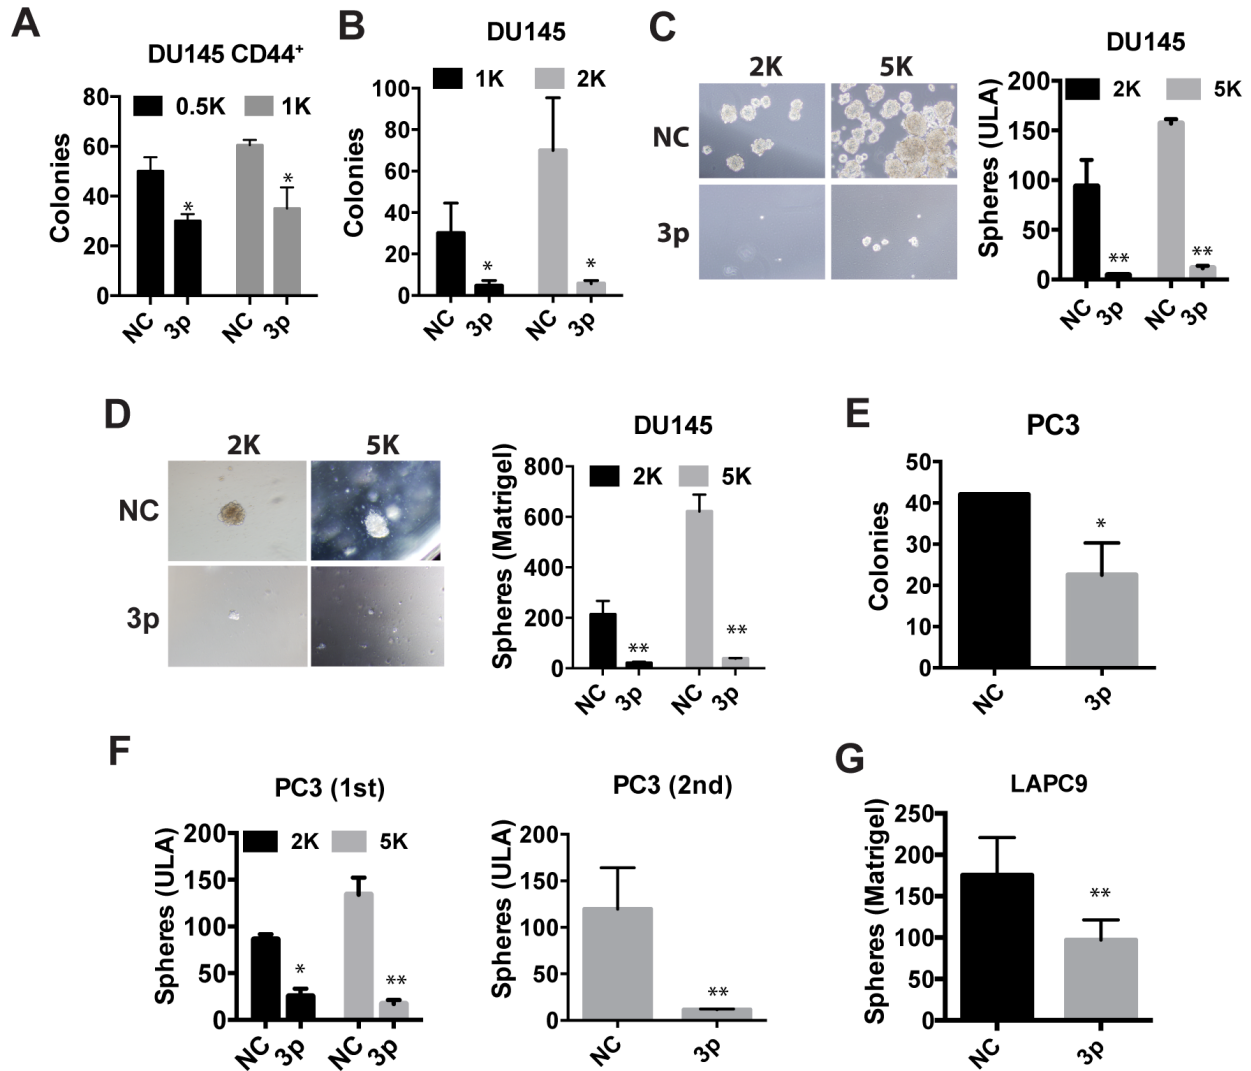 A
DU145 CD44+
0.5K 1K
Colonies
80
60
40
20
0
* *
NC 3p NC 3p
B
DU145
1K 2K
Colonies
100
80
60
40
20
0
* *
NC 3p NC 3p
C
2K 5K
NC
3p
DU145
2K 5K
Spheres (ULA)
200
150
100
50
0
** **
NC 3p NC 3p
D
2K 5K
NC
3p
DU145
2K 5K
Spheres (Matrigel)
800
600
400
200
0
** **
NC 3p NC 3p
E
PC3
Colonies
50
40
30
20
10
0
*
NC 3p
F
PC3 (1st)
2K 5K
Spheres (ULA)
200
150
100
50
0
* **
NC 3p NC 3p
PC3 (2nd)
Spheres (ULA)
200
150
100
50
0
**
NC 3p
G
LAPC9
Spheres (Matrigel)
250
200
150
100
50
0
**
NC 3p